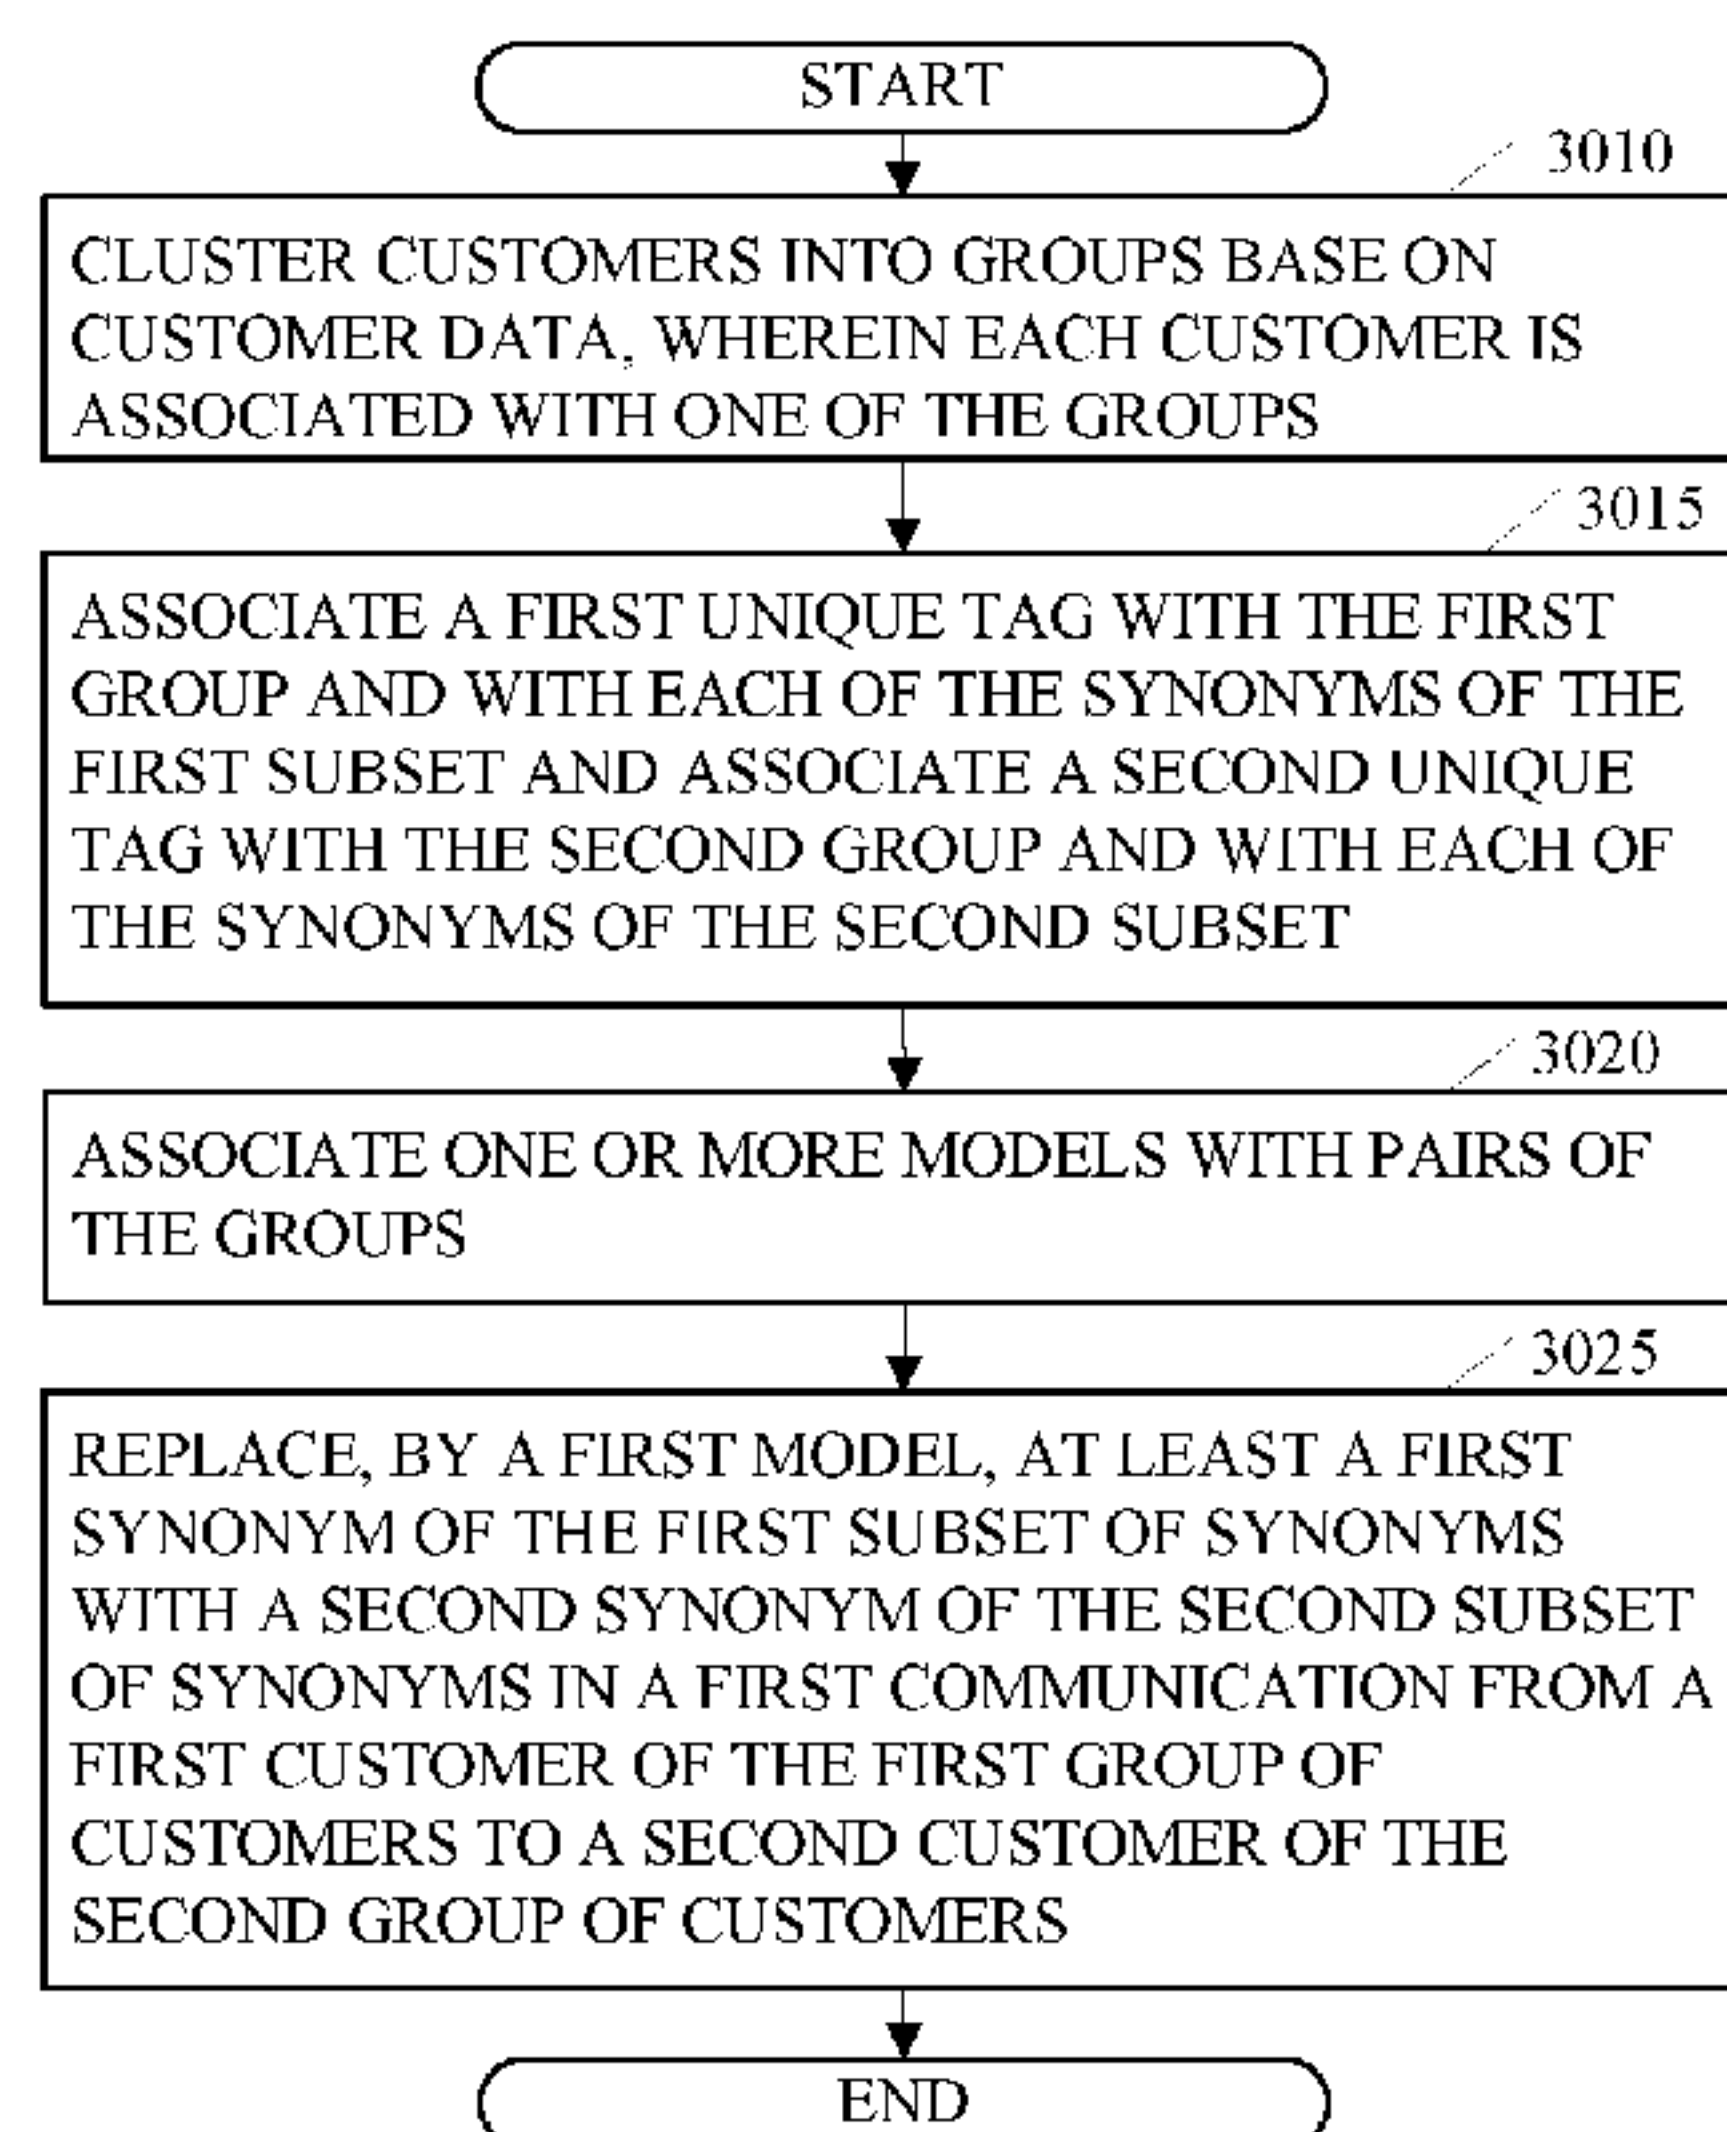 START
3010
CLUSTER CUSTOMERS INTO GROUPS BASE ON
CUSTOMER DATA, WHEREIN EACH CUSTOMER IS
ASSOCIATED WITH ONE OF THE GROUPS
3015
ASSOCIATE A FIRST UNIQUE TAG WITH THE FIRST
GROUP AND WITH EACH OF THE SYNONYMS OF THE
FIRST SUBSET AND ASSOCIATE A SECOND UNIQUE
TAG WITH THE SECOND GROUP AND WITH EACH OF
THE SYNONYMS OF THE SECOND SUBSET
3020
ASSOCIATE ONE OR MORE MODELS WITH PAIRS OF
THE GROUPS
3025
REPLACE, BY A FIRST MODEL, AT LEAST A FIRST
SYNONYM OF THE FIRST SUBSET OF SYNONYMS
WITH A SECOND SYNONYM OF THE SECOND SUBSET
OF SYNONYMS IN A FIRST COMMUNICATION FROM A
FIRST CUSTOMER OF THE FIRST GROUP OF
CUSTOMERS TO A SECOND CUSTOMER OF THE
SECOND GROUP OF CUSTOMERS
END